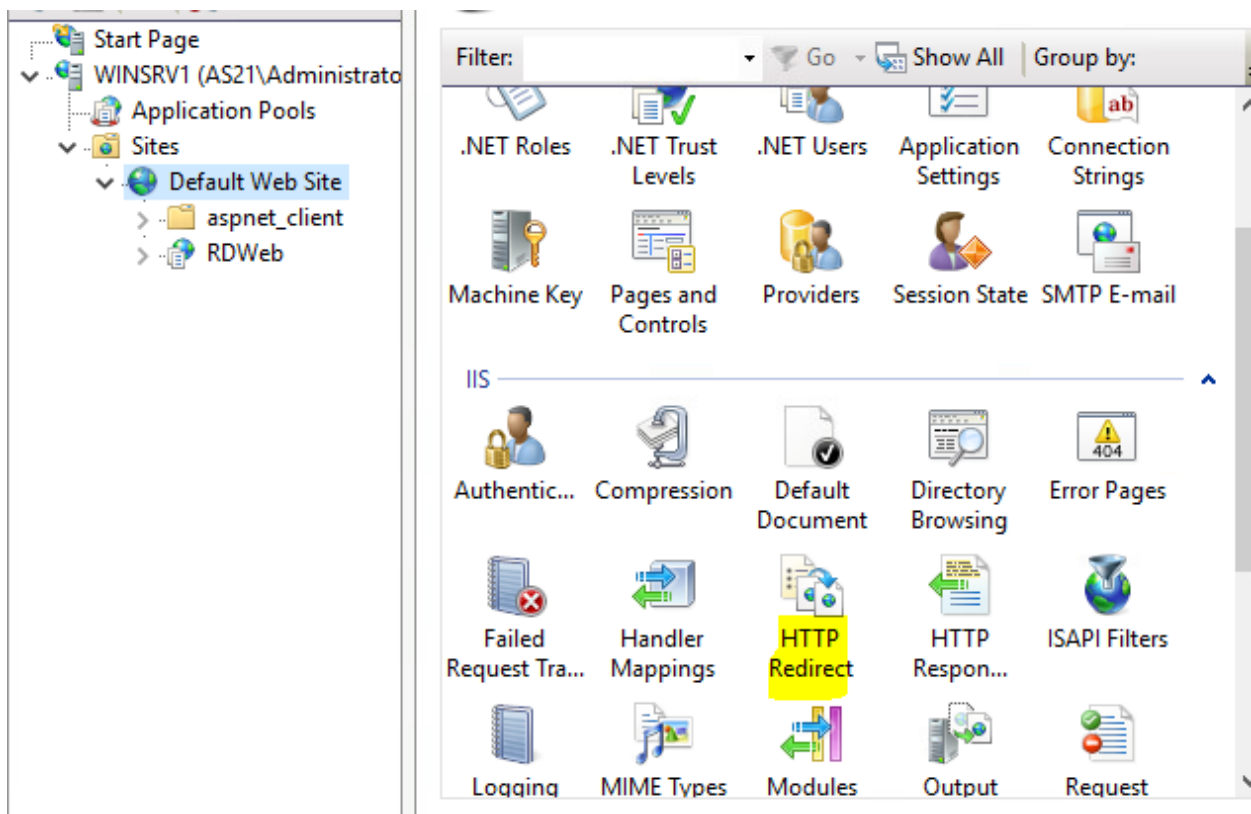 Start Page
WINSRV1 (AS21\Administrato
Application Pools
Sites
Default Web Site
aspnet_client
RDWeb
Filter:
Go
Show All
Group by:
ab
.NET Roles
.NET Trust
Levels
.NET Users
Application
Settings
Connection
Strings
Machine Key
Pages and
Controls
Providers
Session State
SMTP E-mail
IIS
404
Authentic...
Compression
Default
Document
Directory
Browsing
Error Pages
Failed
Request Tra...
Handler
Mappings
HTTP
Redirect
HTTP
Respon...
ISAPI Filters
Logging
MIME Types
Modules
Output
Request